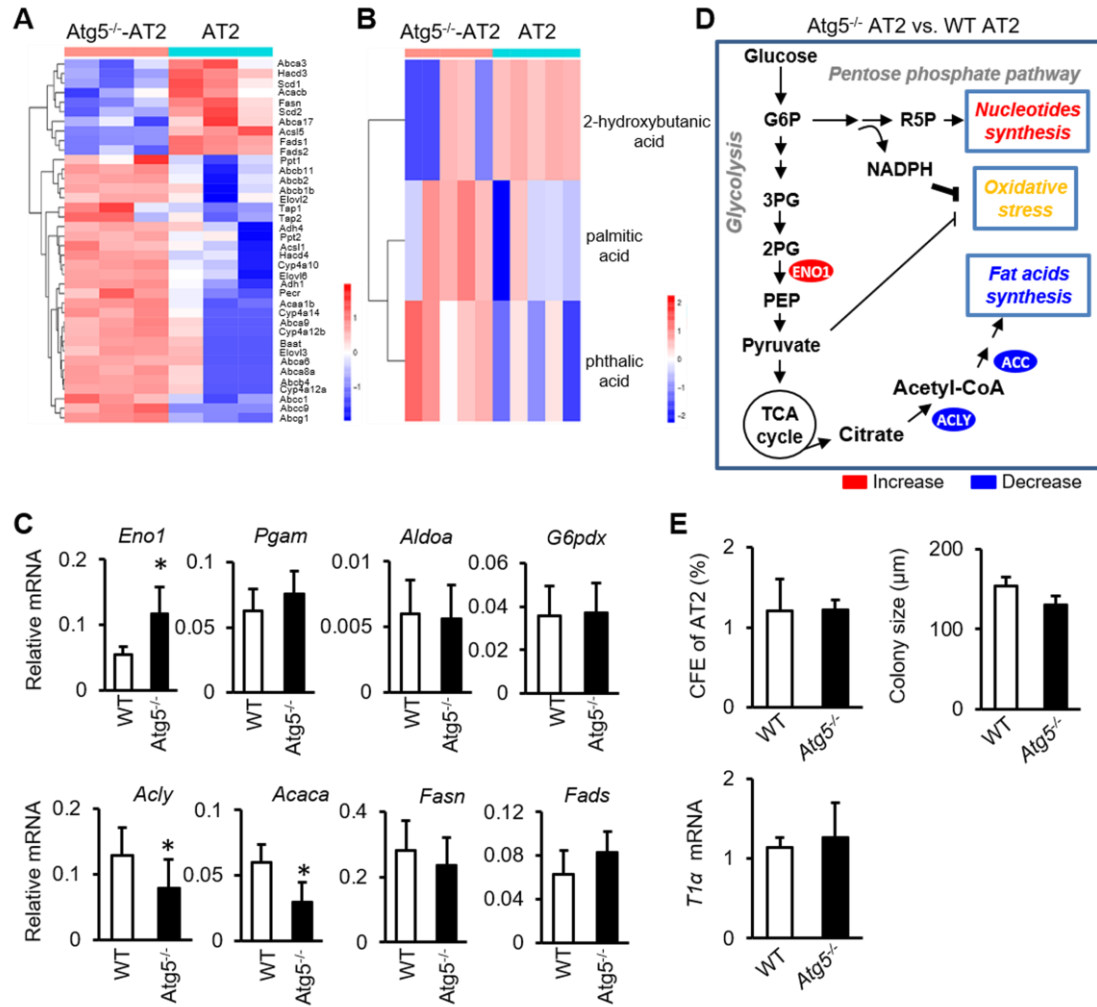 A
Atg5-/--AT2
AT2
Abca3
Hacd3
Scd1
Acacb
Fasn
Scd2
Abca17
Acsl5
Fads1
Fads2
Ppt1
Abcb11
Abcb2
Abcb1b
Elovl2
Tap1
Tap2
Adh4
Ppt2
Acsl1
Hacd4
Cyp4a10
Elovl6
Adh1
Pecr
Acaa1b
Cyp4a14
Abca9
Cyp4a12b
Baat
Elovl3
Abca6
Abca8a
Abcb4
Cyp4a12a
Abcc1
Abcc9
Abcg1
1
0
-1
B
Atg5-/--AT2
AT2
2-hydroxybutanic
acid
palmitic
acid
phthalic
acid
2
1
0
-1
-2
D
Atg5-/- AT2 vs. WT AT2
Glucose
Pentose phosphate pathway
G6P
R5P
Nucleotides
synthesis
NADPH
Glycolysis
3PG
Oxidative
stress
2PG
ENO1
PEP
Fat acids
synthesis
Pyruvate
ACC
Acetyl-CoA
ACLY
TCA
cycle
Citrate
Increase
Decrease
C
Relative mRNA
Eno1
0.2
0.1
0
*
WT
Atg5-/-
Pgam
0.1
0.05
0
WT
Atg5-/-
Aldoa
0.01
0.005
0
WT
Atg5-/-
G6pdx
0.06
0.04
0.02
0
WT
Atg5-/-
Relative mRNA
Acly
0.2
0.1
0
*
WT
Atg5-/-
Acaca
0.1
0.05
0
*
WT
Atg5-/-
Fasn
0.4
0.2
0
WT
Atg5-/-
Fads
0.12
0.08
0.04
0
WT
Atg5-/-
E
CFE of AT2 (%)
2
1
0
WT
Atg5-/-
Colony size (µm)
200
100
0
WT
Atg5-/-
T1α mRNA
2
1
0
WT
Atg5-/-